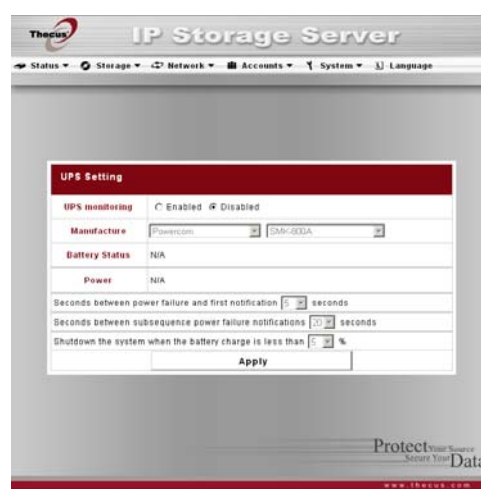 Thecus
IP Storage Server
Status Storage Network Accounts System Language
UPS Setting
UPS monitoring Enabled Disabled
Manufacture Powercom SMK-800A
Battery Status N/A
Power N/A
Seconds between power failure and first notification 5 seconds
Seconds between subsequence power failure notifications 20 seconds
Shutdown the system when the battery charge is less than 5 %
Apply
Protect Your Source
Secure Your Data
www.thecus.com